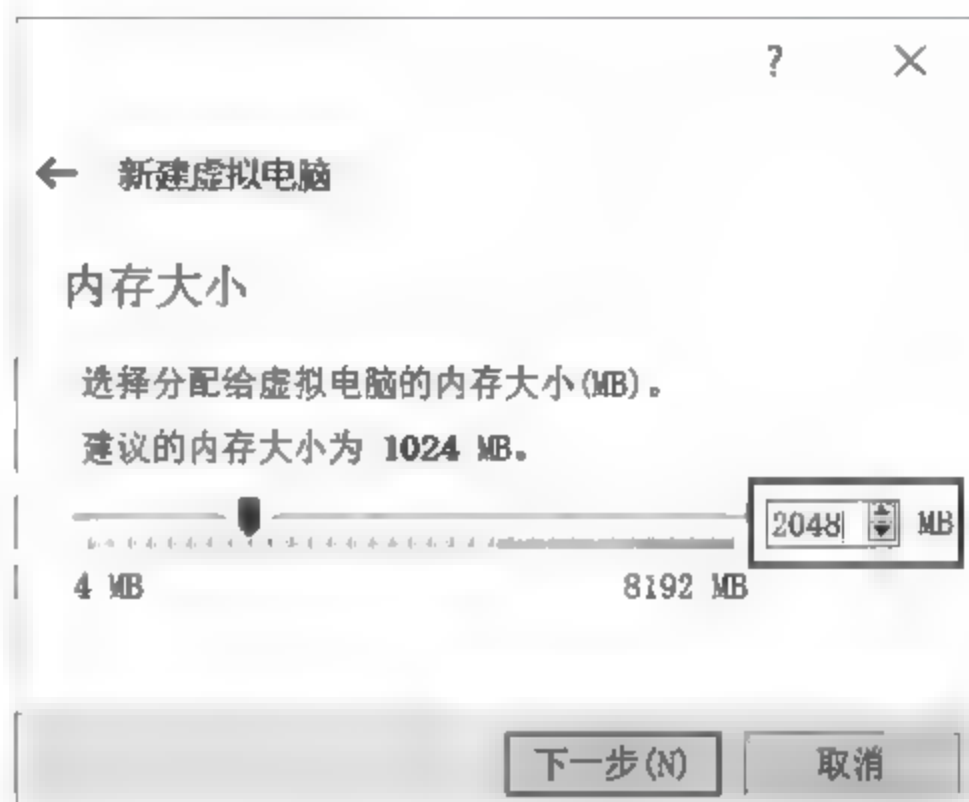 ?
新建虚拟电脑
内存大小
选择分配给虚拟电脑的内存大小(MB)。
建议的内存大小为 1024 MB。
2048 MB
4 MB 8192 MB
下一步(N) 取消